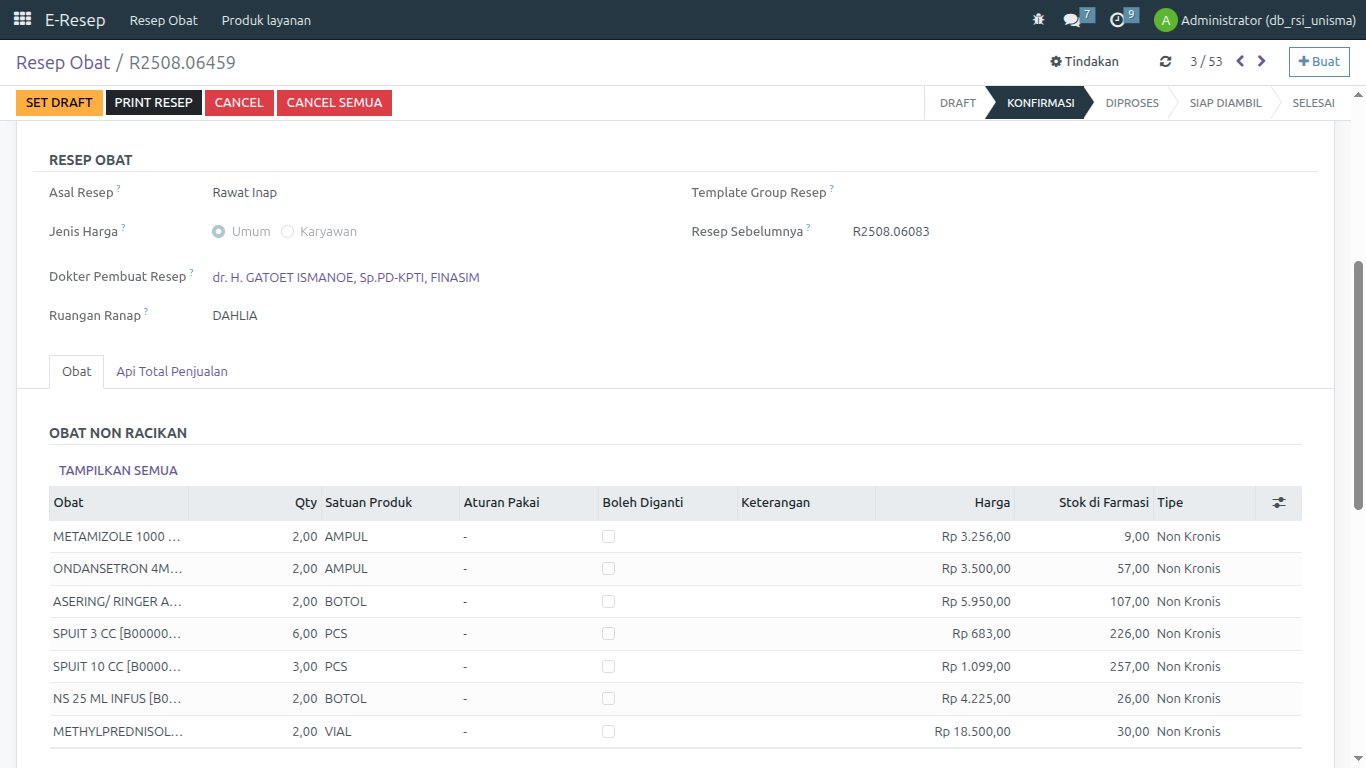 E-Resep Resep Obat Produk layanan 7 9 A Administrator (db_rsi_unisma)
Resep Obat / R2508.06459 Tindakan 3 / 53 + Buat
SET DRAFT PRINT RESEP CANCEL CANCEL SEMUA DRAFT KONFIRMASI DIPROSES SIAP DIAMBIL SELESAI
RESEP OBAT
Asal Resep ? Rawat Inap Template Group Resep ?
Jenis Harga ? Umum Karyawan Resep Sebelumnya ? R2508.06083
Dokter Pembuat Resep ? dr. H. GATOET ISMANOE, Sp.PD-KPTI, FINASIM
Ruangan Ranap ? DAHLIA
Obat Api Total Penjualan
OBAT NON RACIKAN
TAMPILKAN SEMUA
Obat Qty Satuan Produk Aturan Pakai Boleh Diganti Keterangan Harga Stok di Farmasi Tipe
METAMIZOLE 1000 ... 2,00 AMPUL - Rp 3.256,00 9,00 Non Kronis
ONDANSETRON 4M... 2,00 AMPUL - Rp 3.500,00 57,00 Non Kronis
ASERING/ RINGER A... 2,00 BOTOL - Rp 5.950,00 107,00 Non Kronis
SPUIT 3 CC [B00000... 6,00 PCS - Rp 683,00 226,00 Non Kronis
SPUIT 10 CC [B0000... 3,00 PCS - Rp 1.099,00 257,00 Non Kronis
NS 25 ML INFUS [B0... 2,00 BOTOL - Rp 4.225,00 26,00 Non Kronis
METHYLPREDNISOL... 2,00 VIAL - Rp 18.500,00 30,00 Non Kronis